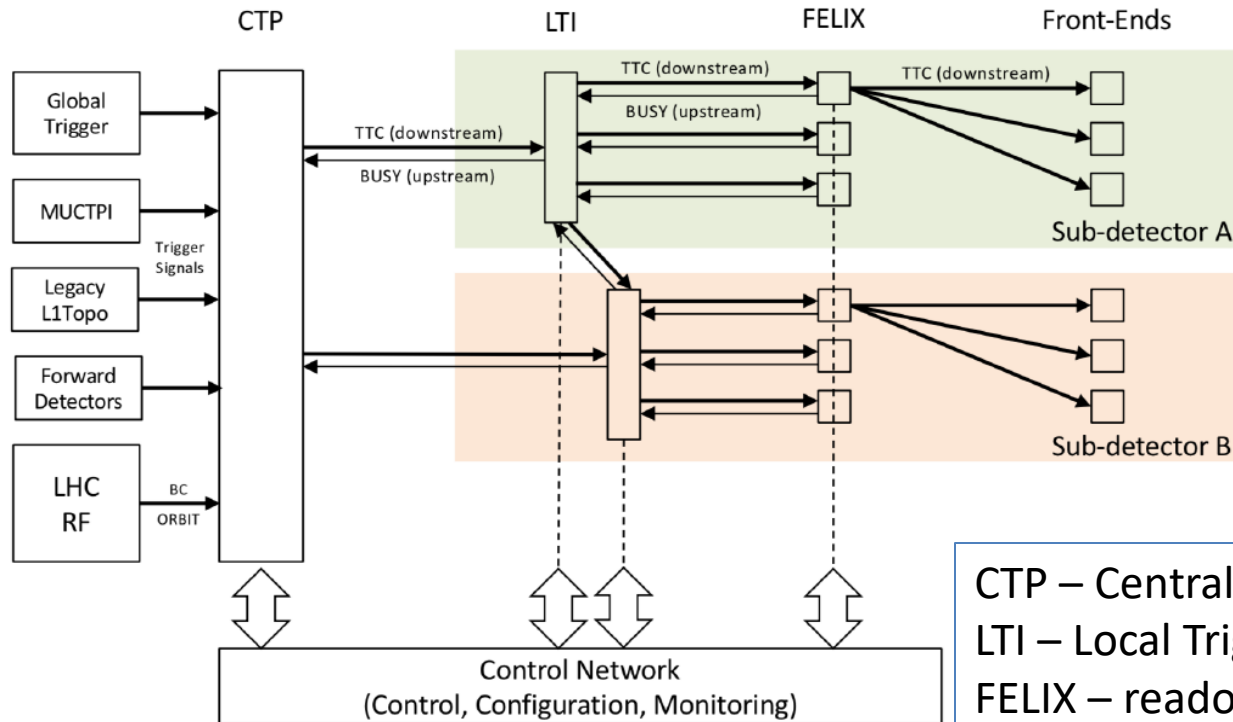 CTP
LTI
FELIX
Front-Ends
Global
Trigger
MUCTPI
Trigger
Signals
Legacy
L1Topo
Forward
Detectors
LHC
RF
BC
ORBIT
TTC (downstream)
BUSY (upstream)
TTC (downstream)
BUSY (upstream)
TTC (downstream)
Sub-detector A
Sub-detector B
Control Network
(Control, Configuration, Monitoring)
CTP – Central
LTI – Local Trig
FELIX – reado